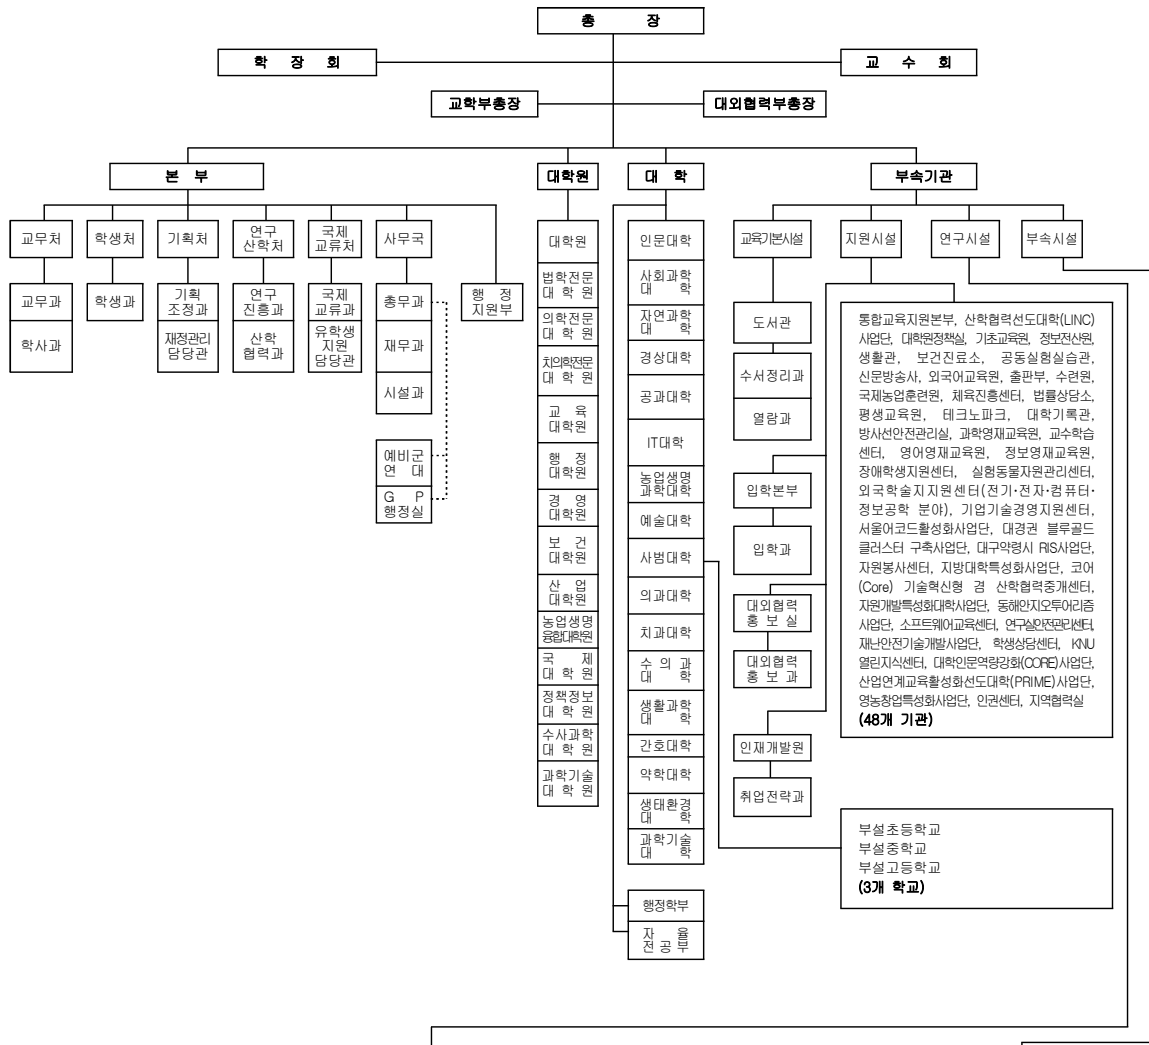 총 장
학 장 회
교 수 회
교학부총장
대외협력부총장
본 부
대학원
대 학
부속기관
교무처
학생처
기획처
연구
산학처
국제
교류처
사무국
교무과
학사과
학생과
기획
조정과
재정관리
담당관
연구
진흥과
산학
협력과
국제
교류과
유학생
지원
담당관
총무과
재무과
시설과
예비군
연 대
G P
행정실
행 정
지원부
대학원
법학전문
대 학 원
의학전문
대 학 원
치의학전문
대 학 원
교 육
대학원
행 정
대학원
경 영
대학원
보 건
대학원
산 업
대학원
농업생명
융합대학원
국 제
대학원
정책정보
대 학 원
수사과학
대 학 원
과학기술
대 학 원
인문대학
사회과학
대 학
자연과학
대 학
경상대학
공과대학
IT대학
농업생명
과학대학
예술대학
사범대학
의과대학
치과대학
수 의 과
대 학
생활과학
대 학
간호대학
약학대학
생태환경
대 학
과학기술
대 학
행정학부
자 율
전 공 부
교육기본시설
지원시설
연구시설
부속시설
도서관
수서정리과
열람과
입학본부
입학과
대외협력
홍 보 실
대외협력
홍 보 과
인재개발원
취업전략과
통합교육지원본부, 산학협력선도대학(LINC)
사업단, 대학원정책실, 기초교육원, 정보전산원,
생활관, 보건진료소, 공동실험실습관,
신문방송사, 외국어교육원, 출판부, 수련원,
국제농업훈련원, 체육진흥센터, 법률상담소,
평생교육원, 테크노파크, 대학기록관,
방사선안전관리실, 과학영재교육원, 교수학습
센터, 영어영재교육원, 정보영재교육원,
장애학생지원센터, 실험동물자원관리센터,
외국학술지지원센터(전기·전자·컴퓨터·
정보공학 분야), 기업기술경영지원센터,
서울어코드활성화사업단, 대경권 블루골드
클러스터 구축사업단, 대구약령시 RIS사업단,
자원봉사센터, 지방대학특성화사업단, 코어
(Core) 기술혁신형 겸 산학협력중개센터,
자원개발특성화대학사업단, 동해안지오투어리즘
사업단, 소프트웨어교육센터, 연구실안전관리센터,
재난안전기술개발사업단, 학생상담센터, KNU
열린지식센터, 대학인문역량강화(CORE)사업단,
산업연계교육활성화선도대학(PRIME)사업단,
영농창업특성화사업단, 인권센터, 지역협력실
(48개 기관)
부설초등학교
부설중학교
부설고등학교
(3개 학교)